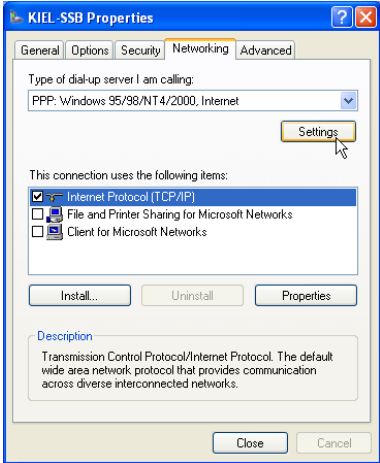 KIEL-SSB Properties
General Options Security Networking Advanced
Type of dial-up server I am calling:
PPP: Windows 95/98/NT4/2000, Internet
Settings
This connection uses the following items:
Internet Protocol (TCP/IP)
File and Printer Sharing for Microsoft Networks
Client for Microsoft Networks
Install... Uninstall Properties
Description
Transmission Control Protocol/Internet Protocol. The default
wide area network protocol that provides communication
across diverse interconnected networks.
Close Cancel